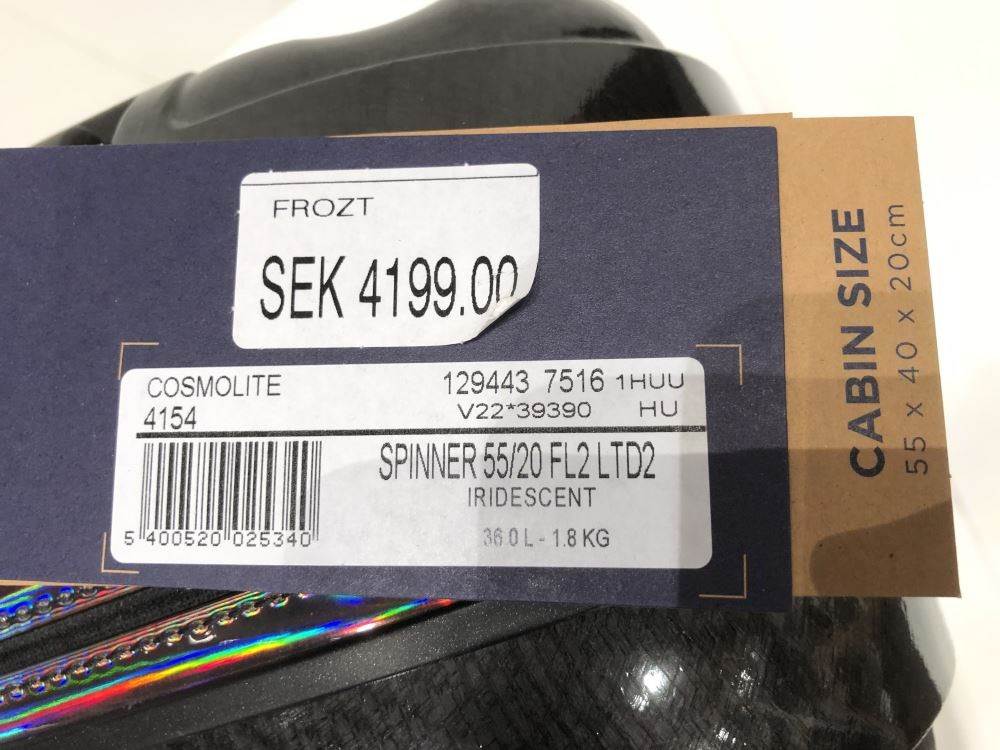 FROZT
SEK 4199.00
COSMOLITE 129443 7516 1HUU
4154 V22*39390 HU
SPINNER 55/20 FL2 LTD2
IRIDESCENT
36.0 L - 1.8 KG
5 400520 025340
CABIN SIZE
55 x 40 x 20cm